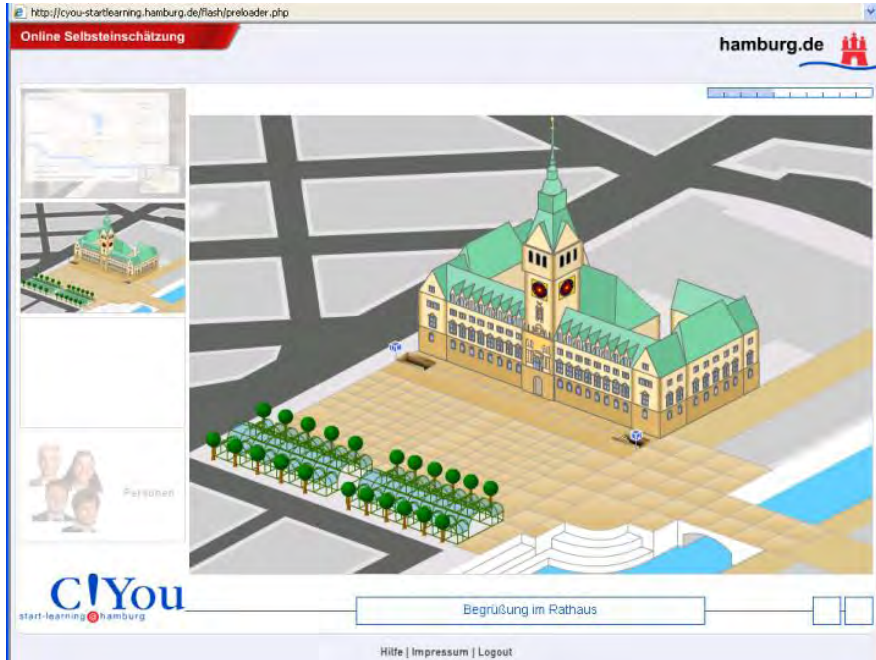 http://cyou-startlearning.hamburg.de/flash/preloader.php
Online Selbsteinschätzung
hamburg.de
Personen
C!You
start-learning@hamburg
Begrüßung im Rathaus
Hilfe | Impressum | Logout